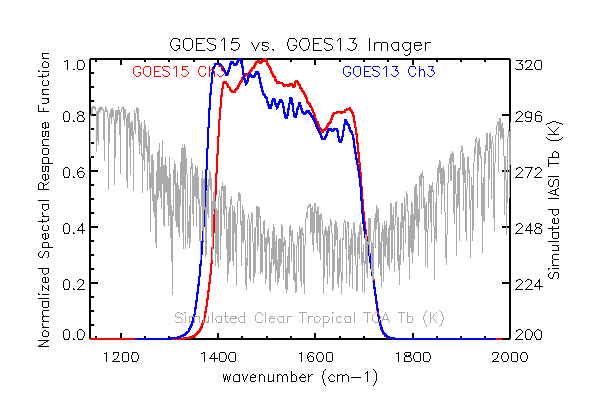 GOES15 vs. GOES13 Imager
GOES15 Ch3
GOES13 Ch3
Normalized Spectral Response Function
1.0
0.8
0.6
0.4
0.2
0.0
320
296
272
248
224
200
Simulated IASI Tb (K)
Simulated Clear Tropical TOA Tb (K)
1200 1400 1600 1800 2000
wavenumber (cm-1)